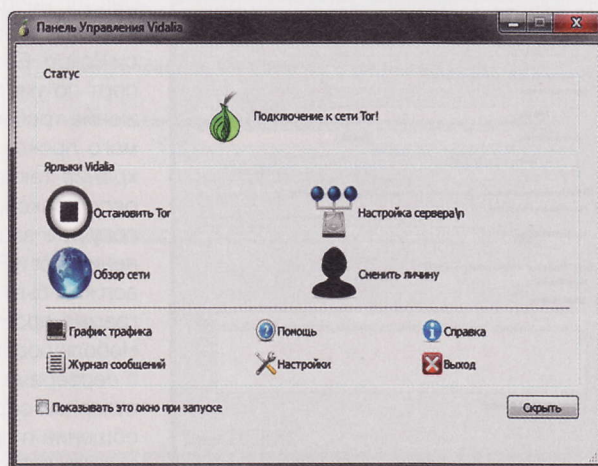 Панель Управления Vidalia
Статус
Подключение к сети Tor!
Ярлыки Vidalia
Остановить Tor
Настройка сервера\n
Обзор сети
Сменить личину
График трафика
Помощь
Справка
Журнал сообщений
Настройки
Выход
Показывать это окно при запуске
Скрыть